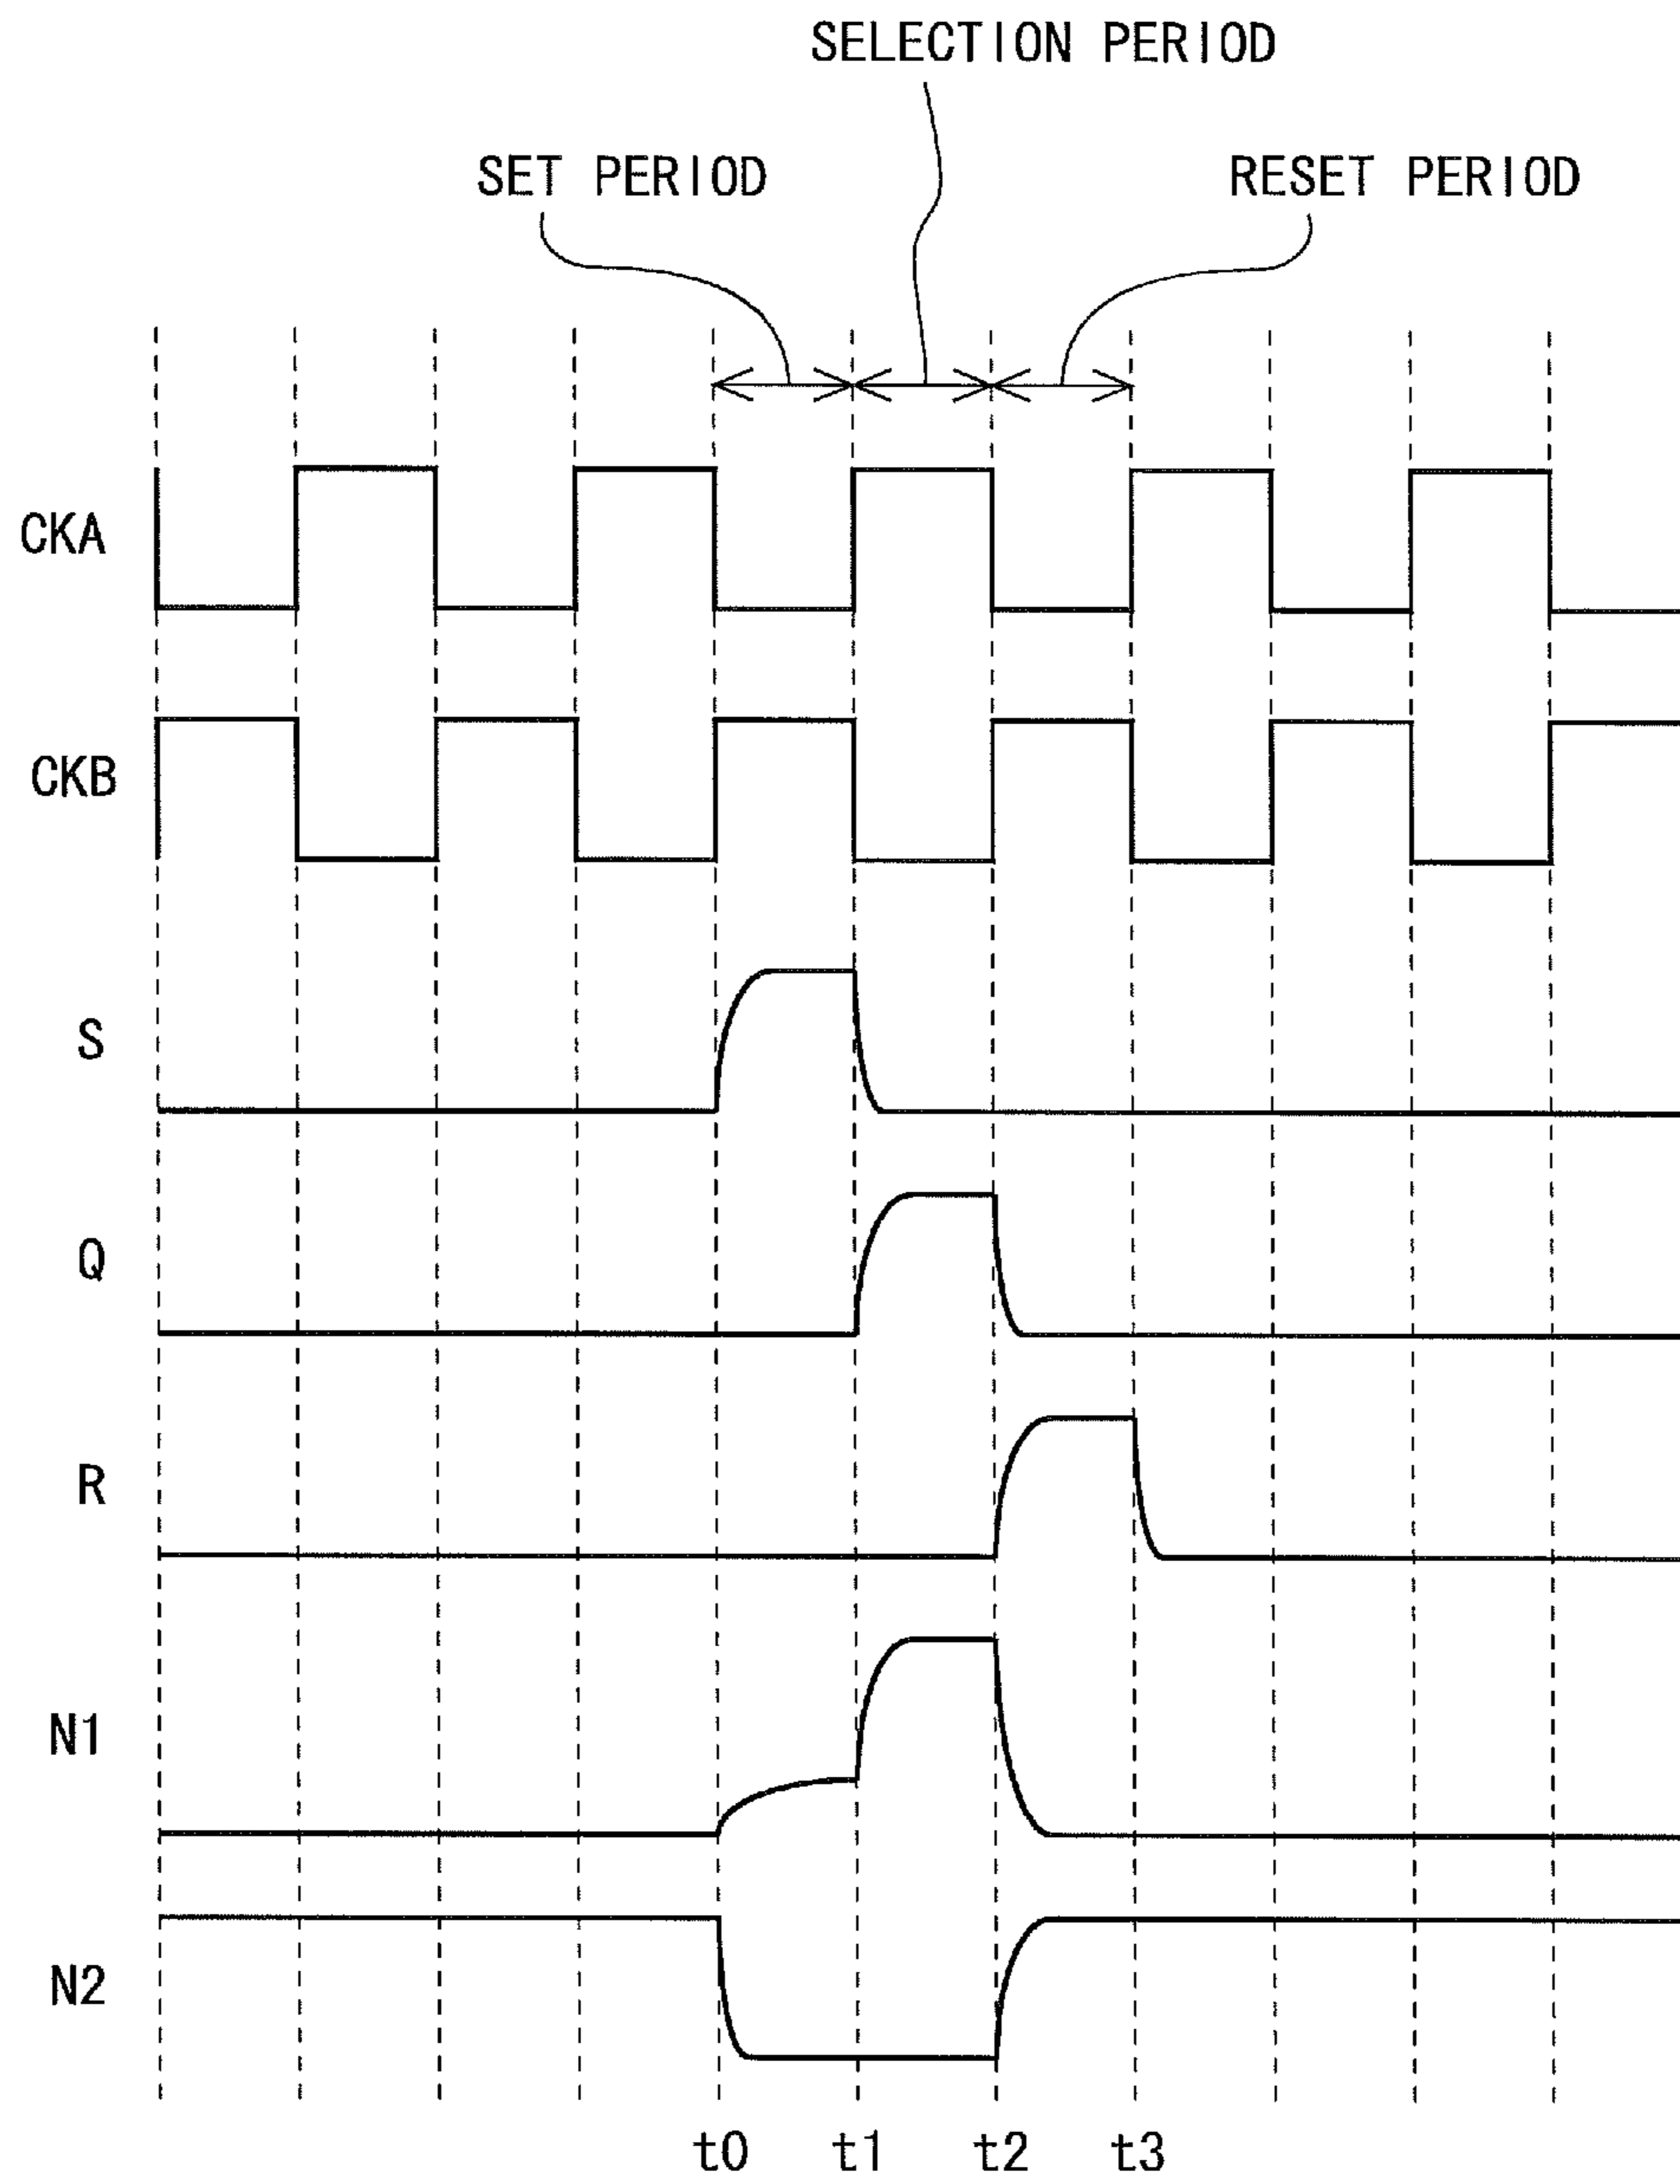 SELECTION PERIOD
SET PERIOD
RESET PERIOD
CKA
CKB
S
Q
R
N1
N2
t0 t1 t2 t3